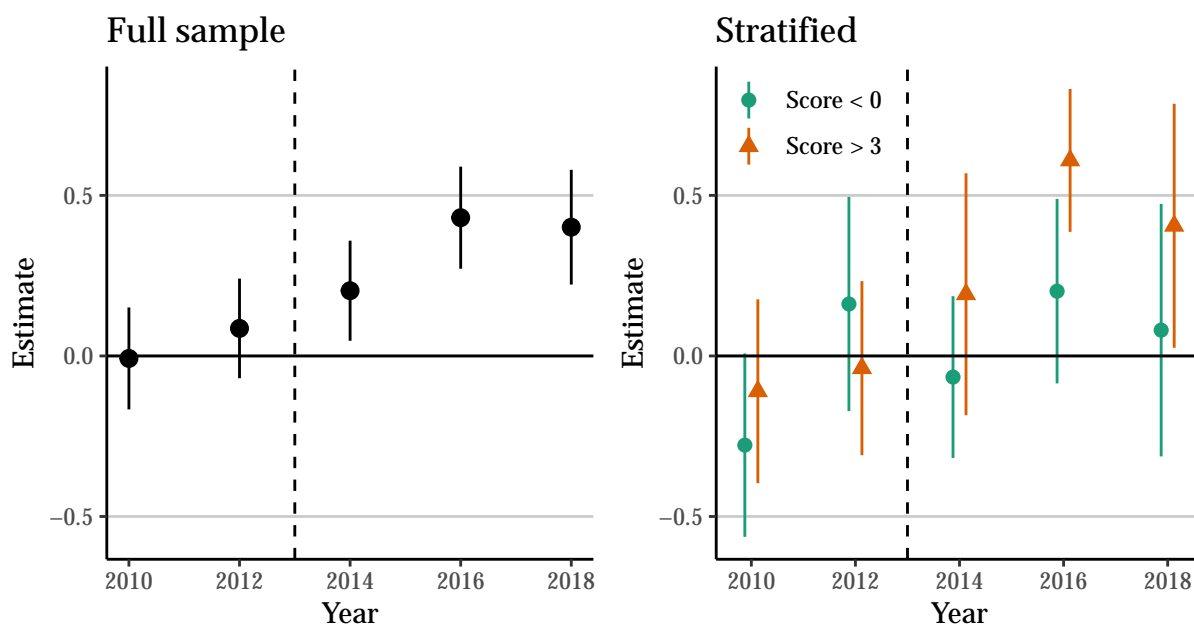 Full sample
Estimate
0.5
0.0
−0.5
2010 2012 2014 2016 2018
Year
Stratified
Score < 0
Score > 3
Estimate
0.5
0.0
−0.5
2010 2012 2014 2016 2018
Year